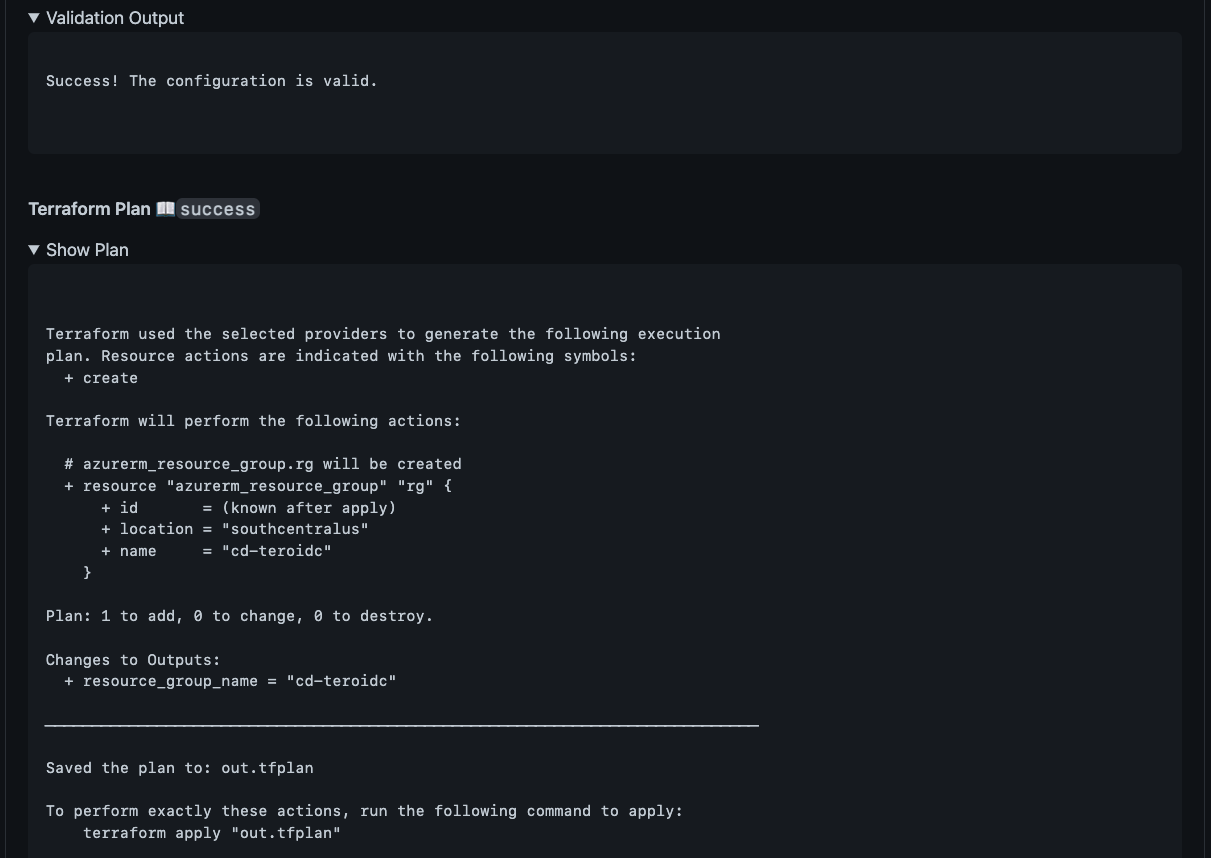 ▼ Validation Output
Success! The configuration is valid.
Terraform Plan 📖 success
▼ Show Plan
Terraform used the selected providers to generate the following execution
plan. Resource actions are indicated with the following symbols:
  + create
Terraform will perform the following actions:
  # azurerm_resource_group.rg will be created
  + resource "azurerm_resource_group" "rg" {
      + id       = (known after apply)
      + location = "southcentralus"
      + name     = "cd-teroidc"
    }
Plan: 1 to add, 0 to change, 0 to destroy.
Changes to Outputs:
  + resource_group_name = "cd-teroidc"
Saved the plan to: out.tfplan
To perform exactly these actions, run the following command to apply:
    terraform apply "out.tfplan"